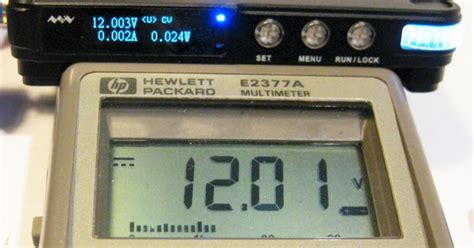 12.003V <U> CV
0.002A 0.024W
SET MENU RUN/LOCK
hp HEWLETT PACKARD E2377A MULTIMETER
12.01 V